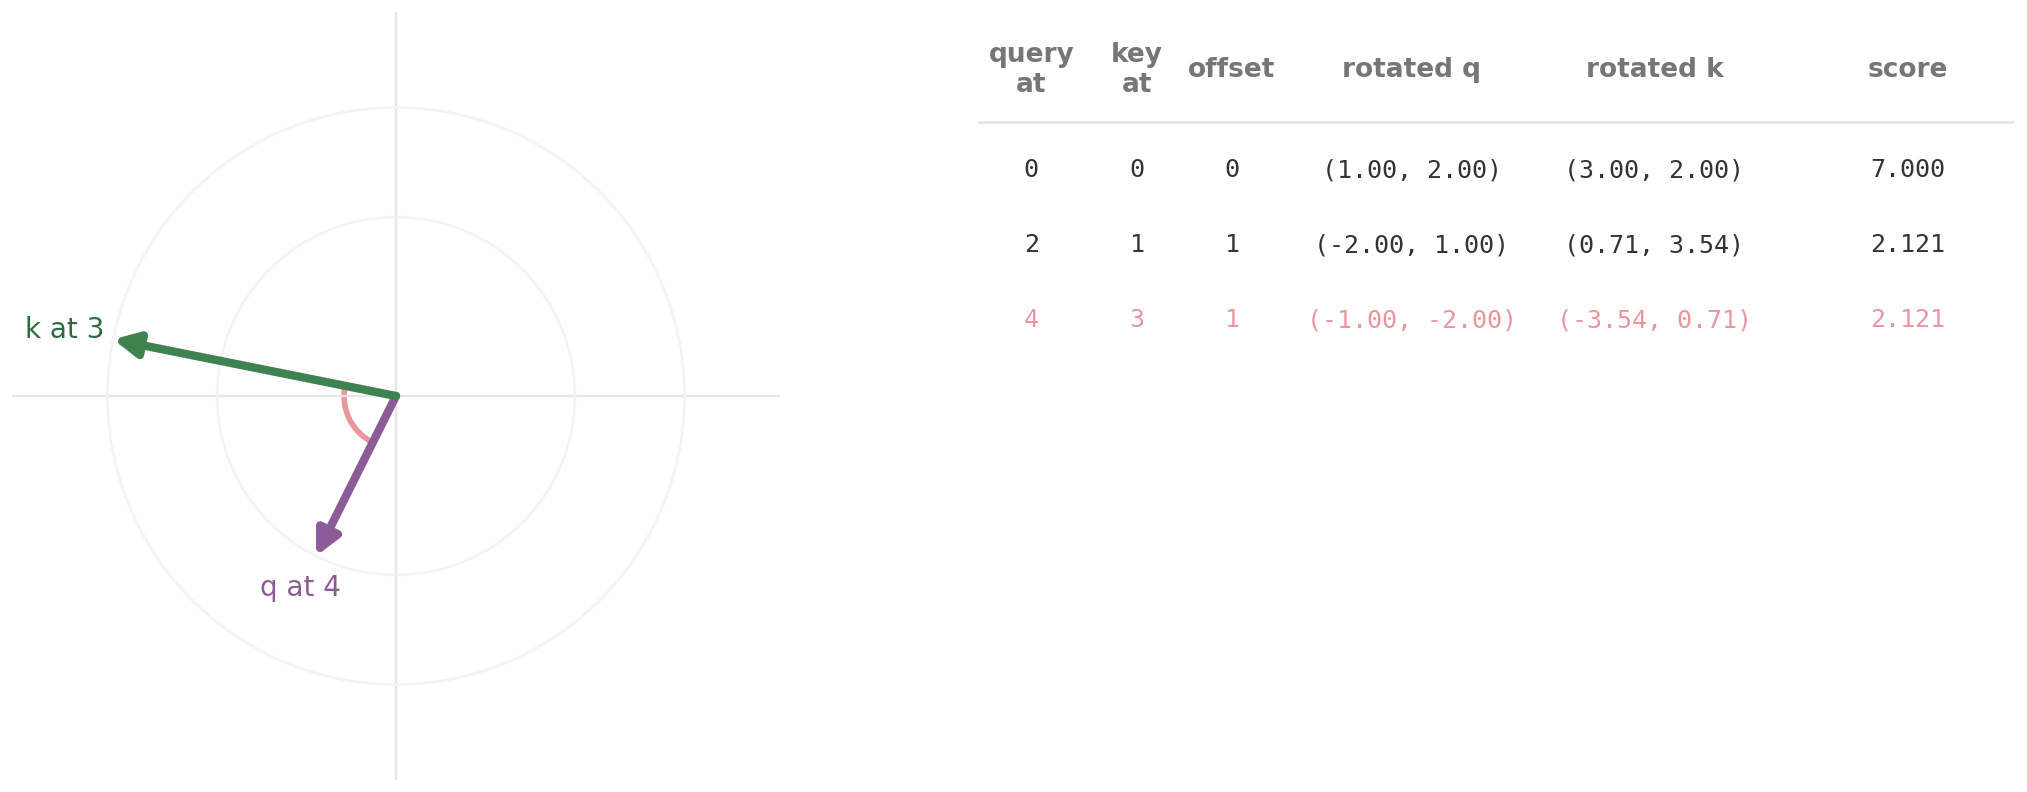 query at key at offset rotated q rotated k score
0 0 0 (1.00, 2.00) (3.00, 2.00) 7.000
2 1 1 (-2.00, 1.00) (0.71, 3.54) 2.121
4 3 1 (-1.00, -2.00) (-3.54, 0.71) 2.121
k at 3
q at 4